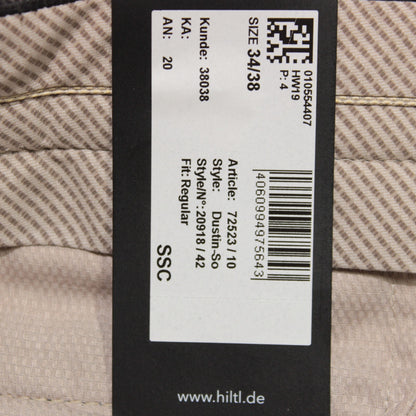 010554407
HW19
P: 4
SIZE 34/38
Kunde: 38038
KA:
AN: 20
4060994975643
Article: 72523 / 10
Style: Dustin-So
Style/N°: 20918 / 42
Fit: Regular
SSC
www.hiltl.de